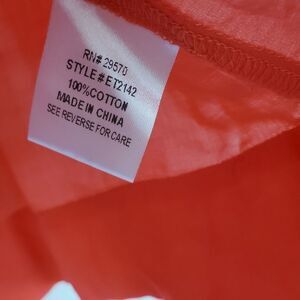 RN# 29570
STYLE # ET2142
100%COTTON
MADE IN CHINA
SEE REVERSE FOR CARE